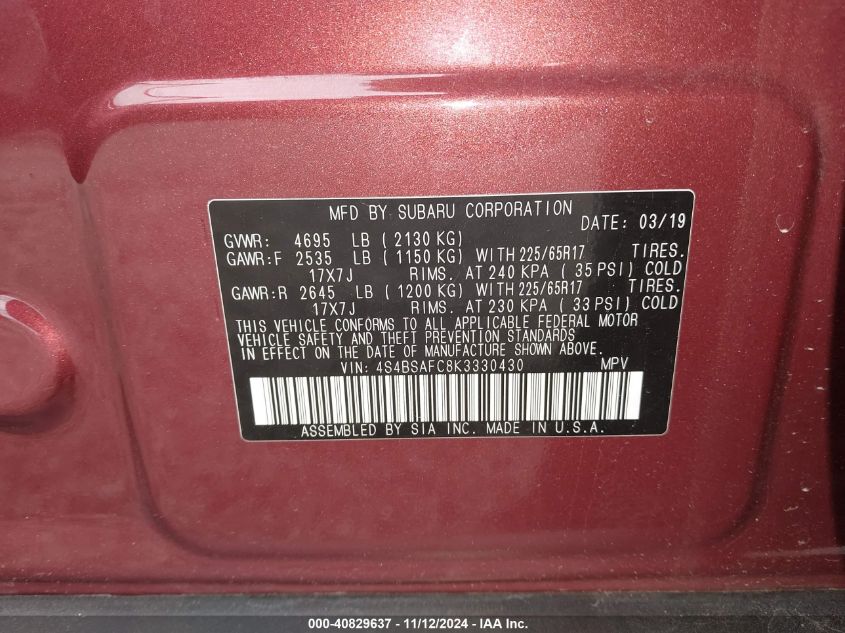 MFD BY SUBARU CORPORATION
DATE: 03/19
GVWR: 4695 LB ( 2130 KG)
GAWR:F 2535 LB ( 1150 KG) WITH 225/65R17 TIRES.
17X7J RIMS. AT 240 KPA ( 35 PSI) COLD
GAWR:R 2645 LB ( 1200 KG) WITH 225/65R17 TIRES.
17X7J RIMS. AT 230 KPA ( 33 PSI) COLD
THIS VEHICLE CONFORMS TO ALL APPLICABLE FEDERAL MOTOR
VEHICLE SAFETY AND THEFT PREVENTION STANDARDS
IN EFFECT ON THE DATE OF MANUFACTURE SHOWN ABOVE.
VIN: 4S4BSAFC8K3330430 MPV
ASSEMBLED BY SIA INC. MADE IN U.S.A.
000-40829637 - 11/12/2024 - IAAI.COM